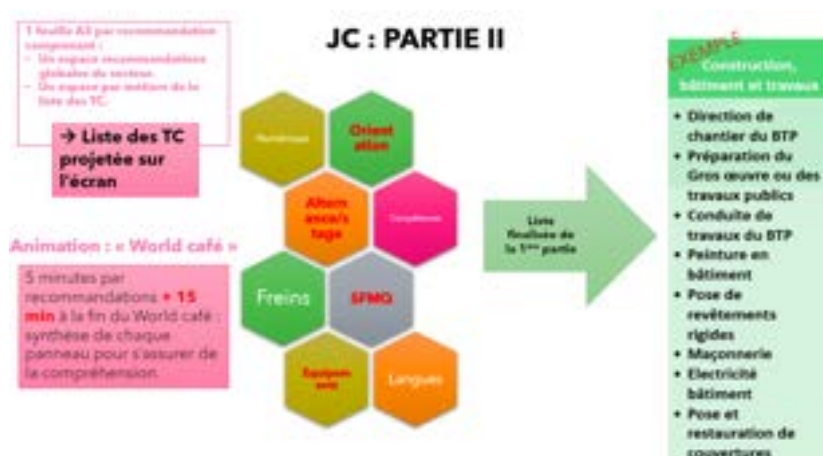 JC : PARTIE II
1 feuille A3 par recommandation
comprenant :
- Un espace recommandations
globales du secteur.
- Un espace par métier de la
liste des TC.
→ Liste des TC
projetée sur
l'écran
Animation : « World café »
5 minutes par
recommandations + 15
min à la fin du World café :
synthèse de chaque
panneau pour s'assurer de
la compréhension.
Numérique
Orient
ation
Altern
ance/s
tage
Compétences
Freins
SFMQ
Equipem
ents
Langues
Liste
finalisée de
la 1ère partie
EXEMPLE
Construction,
bâtiment et travaux
• Direction de
chantier du BTP
• Préparation du
Gros œuvre ou des
travaux publics
• Conduite de
travaux du BTP
• Peinture en
bâtiment
• Pose de
revêtements
rigides
• Maçonnerie
• Electricité
bâtiment
• Pose et
restauration de
couvertures